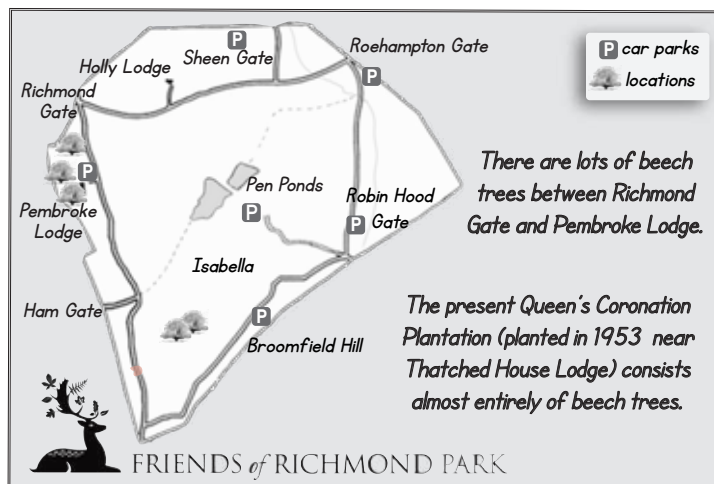 P
Sheen Gate
Roehampton Gate
P car parks
locations
Holly Lodge
P
Richmond
Gate
P
There are lots of beech
trees between Richmond
Gate and Pembroke Lodge.
Pen Ponds
P
Robin Hood
P Gate
Pembroke
Lodge
Isabella
Ham Gate
P
Broomfield Hill
The present Queen's Coronation
Plantation (planted in 1953 near
Thatched House Lodge) consists
almost entirely of beech trees.
FRIENDS of RICHMOND PARK